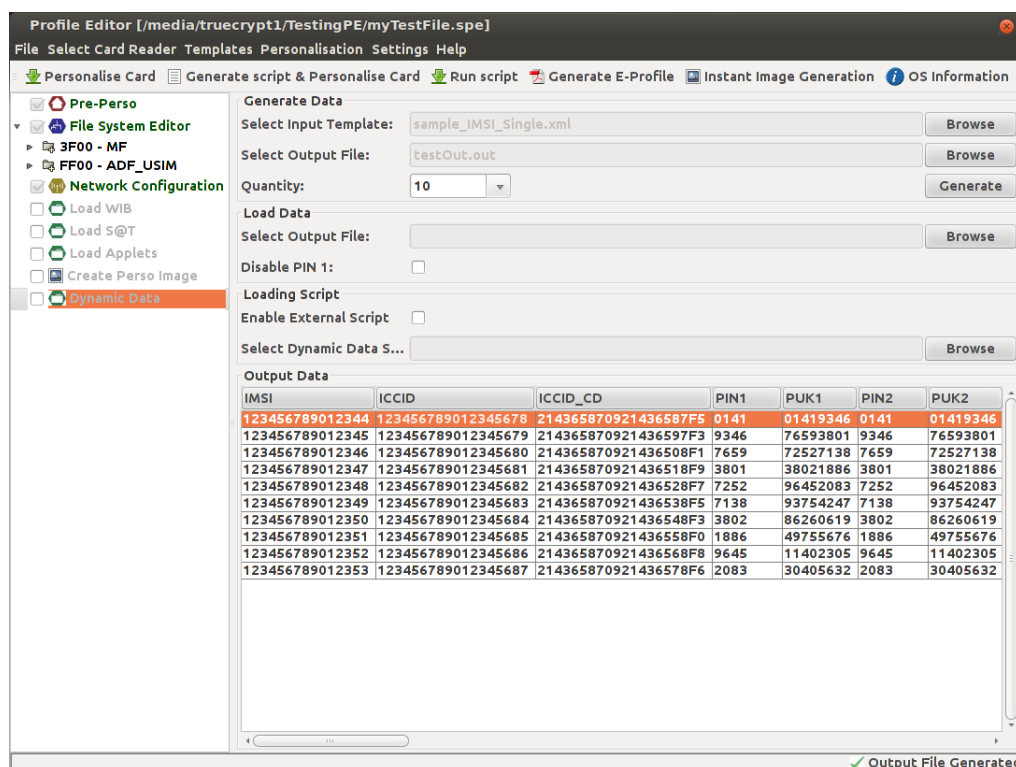 Profile Editor [/media/truecrypt1/TestingPE/myTestFile.spe]
File Select Card Reader Templates Personalisation Settings Help
Personalise Card Generate script & Personalise Card Run script Generate E-Profile Instant Image Generation OS Information
Pre-Perso
File System Editor
3F00 - MF
FF00 - ADF_USIM
Network Configuration
Load WIB
Load S@T
Load Applets
Create Perso Image
Dynamic Data
Generate Data
Select Input Template: sample_IMSI_Single.xml Browse
Select Output File: testOut.out Browse
Quantity: 10 Generate
Load Data
Select Output File: Browse
Disable PIN 1:
Loading Script
Enable External Script
Select Dynamic Data S... Browse
Output Data
IMSI ICCID ICCID_CD PIN1 PUK1 PIN2 PUK2
123456789012344 123456789012345678 214365870921436587F5 0141 01419346 0141 01419346
123456789012345 123456789012345679 214365870921436597F3 9346 76593801 9346 76593801
123456789012346 123456789012345680 214365870921436508F1 7659 72527138 7659 72527138
123456789012347 123456789012345681 214365870921436518F9 3801 38021886 3801 38021886
123456789012348 123456789012345682 214365870921436528F7 7252 96452083 7252 96452083
123456789012349 123456789012345683 214365870921436538F5 7138 93754247 7138 93754247
123456789012350 123456789012345684 214365870921436548F3 3802 86260619 3802 86260619
123456789012351 123456789012345685 214365870921436558F0 1886 49755676 1886 49755676
123456789012352 123456789012345686 214365870921436568F8 9645 11402305 9645 11402305
123456789012353 123456789012345687 214365870921436578F6 2083 30405632 2083 30405632
Output File Generated